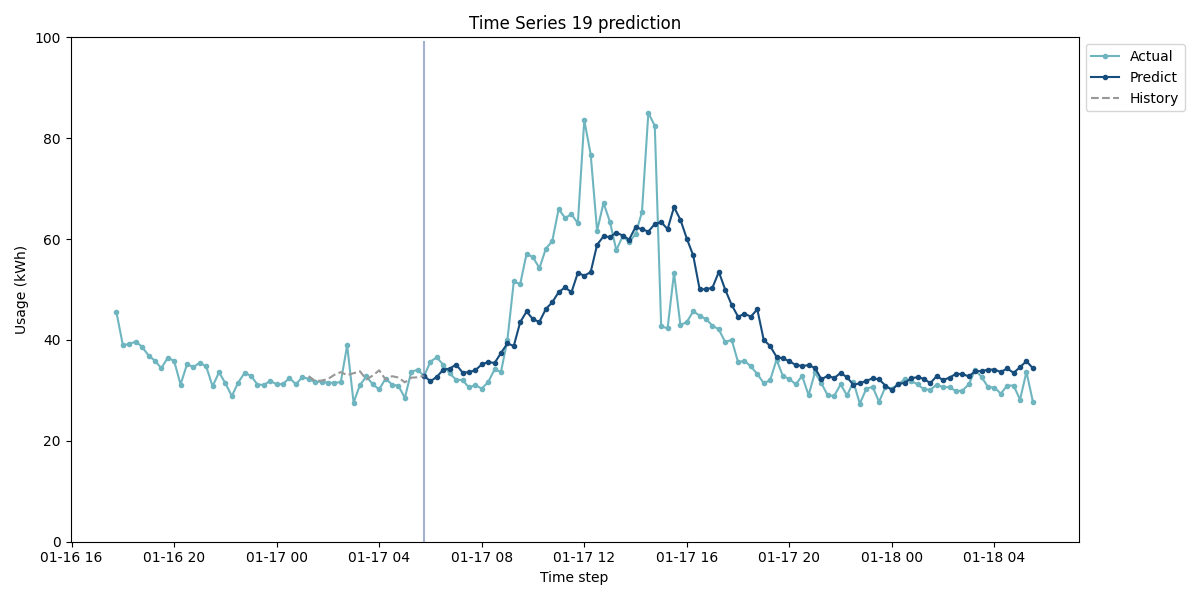 Time Series 19 prediction
Usage (kWh)
100
80
60
40
20
0
01-16 16
01-16 20
01-17 00
01-17 04
01-17 08
01-17 12
01-17 16
01-17 20
01-18 00
01-18 04
Time step
Actual
Predict
History